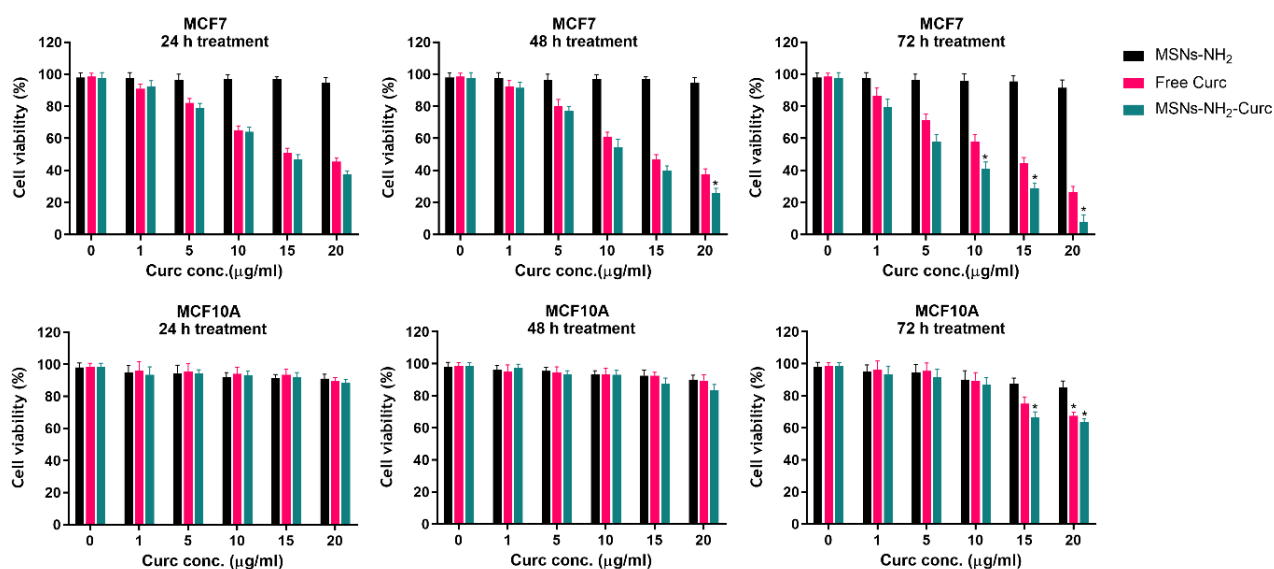 MCF7
24 h treatment
Cell viability (%)
120
100
80
60
40
20
0
0 1 5 10 15 20
Curc conc.(µg/ml)
MCF7
48 h treatment
Cell viability (%)
120
100
80
60
40
20
0
*
0 1 5 10 15 20
Curc conc.(µg/ml)
MCF7
72 h treatment
Cell vaibility (%)
120
100
80
60
40
20
0
* * *
0 1 5 10 15 20
Curc conc.(µg/ml)
MSNs-NH2
Free Curc
MSNs-NH2-Curc
MCF10A
24 h treatment
Cell viability (%)
120
100
80
60
40
20
0
0 1 5 10 15 20
Curc conc. (µg/ml)
MCF10A
48 h treatment
Cell viability (%)
120
100
80
60
40
20
0
0 1 5 10 15 20
Curc conc. (µg/ml)
MCF10A
72 h treatment
Cell viability (%)
120
100
80
60
40
20
0
* * *
0 1 5 10 15 20
Curc conc. (µg/ml)